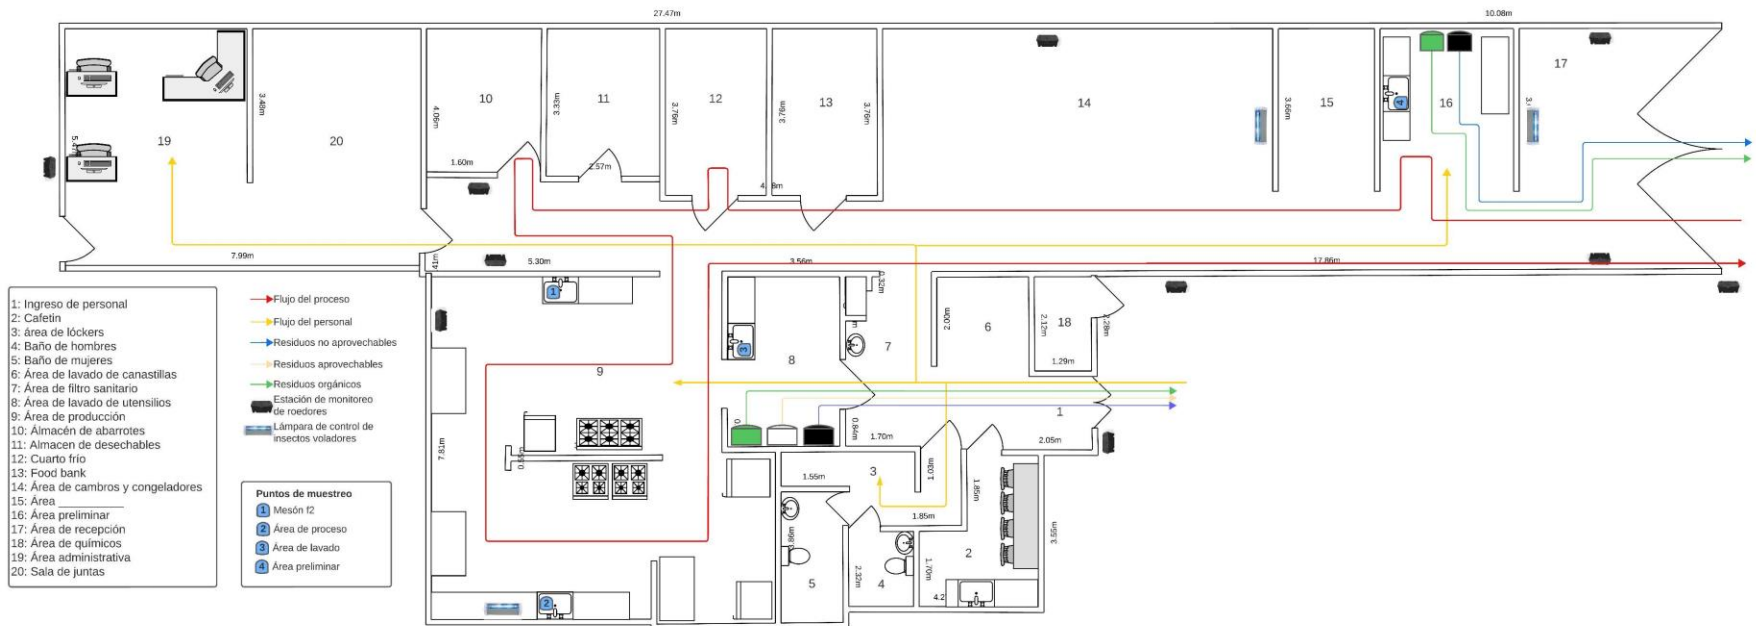 27.47m
10.08m
19
20
10
11
12
13
14
15
16
17
3.48m
4.06m
3.33m
3.76m
3.76m
3.76m
3.66m
1.60m
2.57m
7.99m
5.30m
3.56m
17.86m
1: Ingreso de personal
2: Cafetin
3: área de lóckers
4: Baño de hombres
5: Baño de mujeres
6: Área de lavado de canastillas
7: Área de filtro sanitario
8: Área de lavado de utensilios
9: Área de producción
10: Álmacén de abarrotes
11: Almacen de desechables
12: Cuarto frío
13: Food bank
14: Área de cambros y congeladores
15: Área __________
16: Área preliminar
17: Área de recepción
18: Área de químicos
19: Área administrativa
20: Sala de juntas
Flujo del proceso
Flujo del personal
Residuos no aprovechables
Residuos aprovechables
Residuos orgánicos
Estación de monitoreo
de roedores
Lámpara de control de
insectos voladores
Puntos de muestreo
1 Mesón f2
2 Área de proceso
3 Área de lavado
4 Área preliminar
1
2
3
4
9
8
7
6
18
1
3
5
4
2
7.81m
2.00m
2.12m
2.28m
1.29m
0.84m
1.70m
2.05m
1.55m
1.03m
1.85m
1.85m
3.55m
2.32m
1.70m